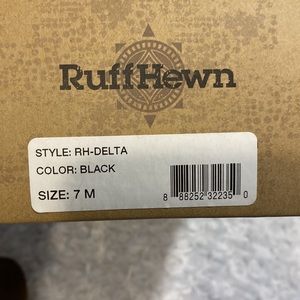 RuffHewn
STYLE: RH-DELTA
COLOR: BLACK
SIZE: 7 M
8 88252 32235 0